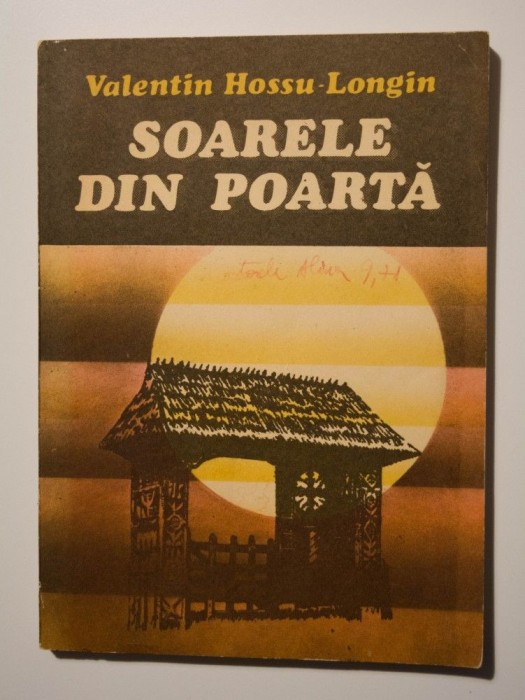 Valentin Hossu-Longin
SOARELE
DIN POARTĂ